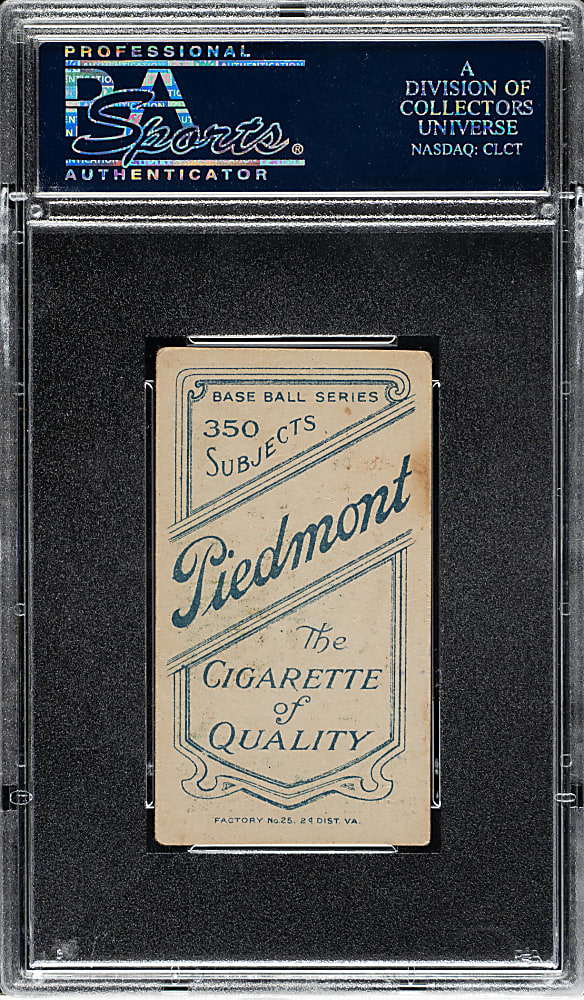 PROFESSIONAL
PSA
Sports®
AUTHENTICATOR
A
DIVISION OF
COLLECTORS
UNIVERSE
NASDAQ: CLCT
BASE BALL SERIES
350
SUBJECTS
Piedmont
The
CIGARETTE
of
QUALITY
FACTORY No. 25, 2d DIST. VA.